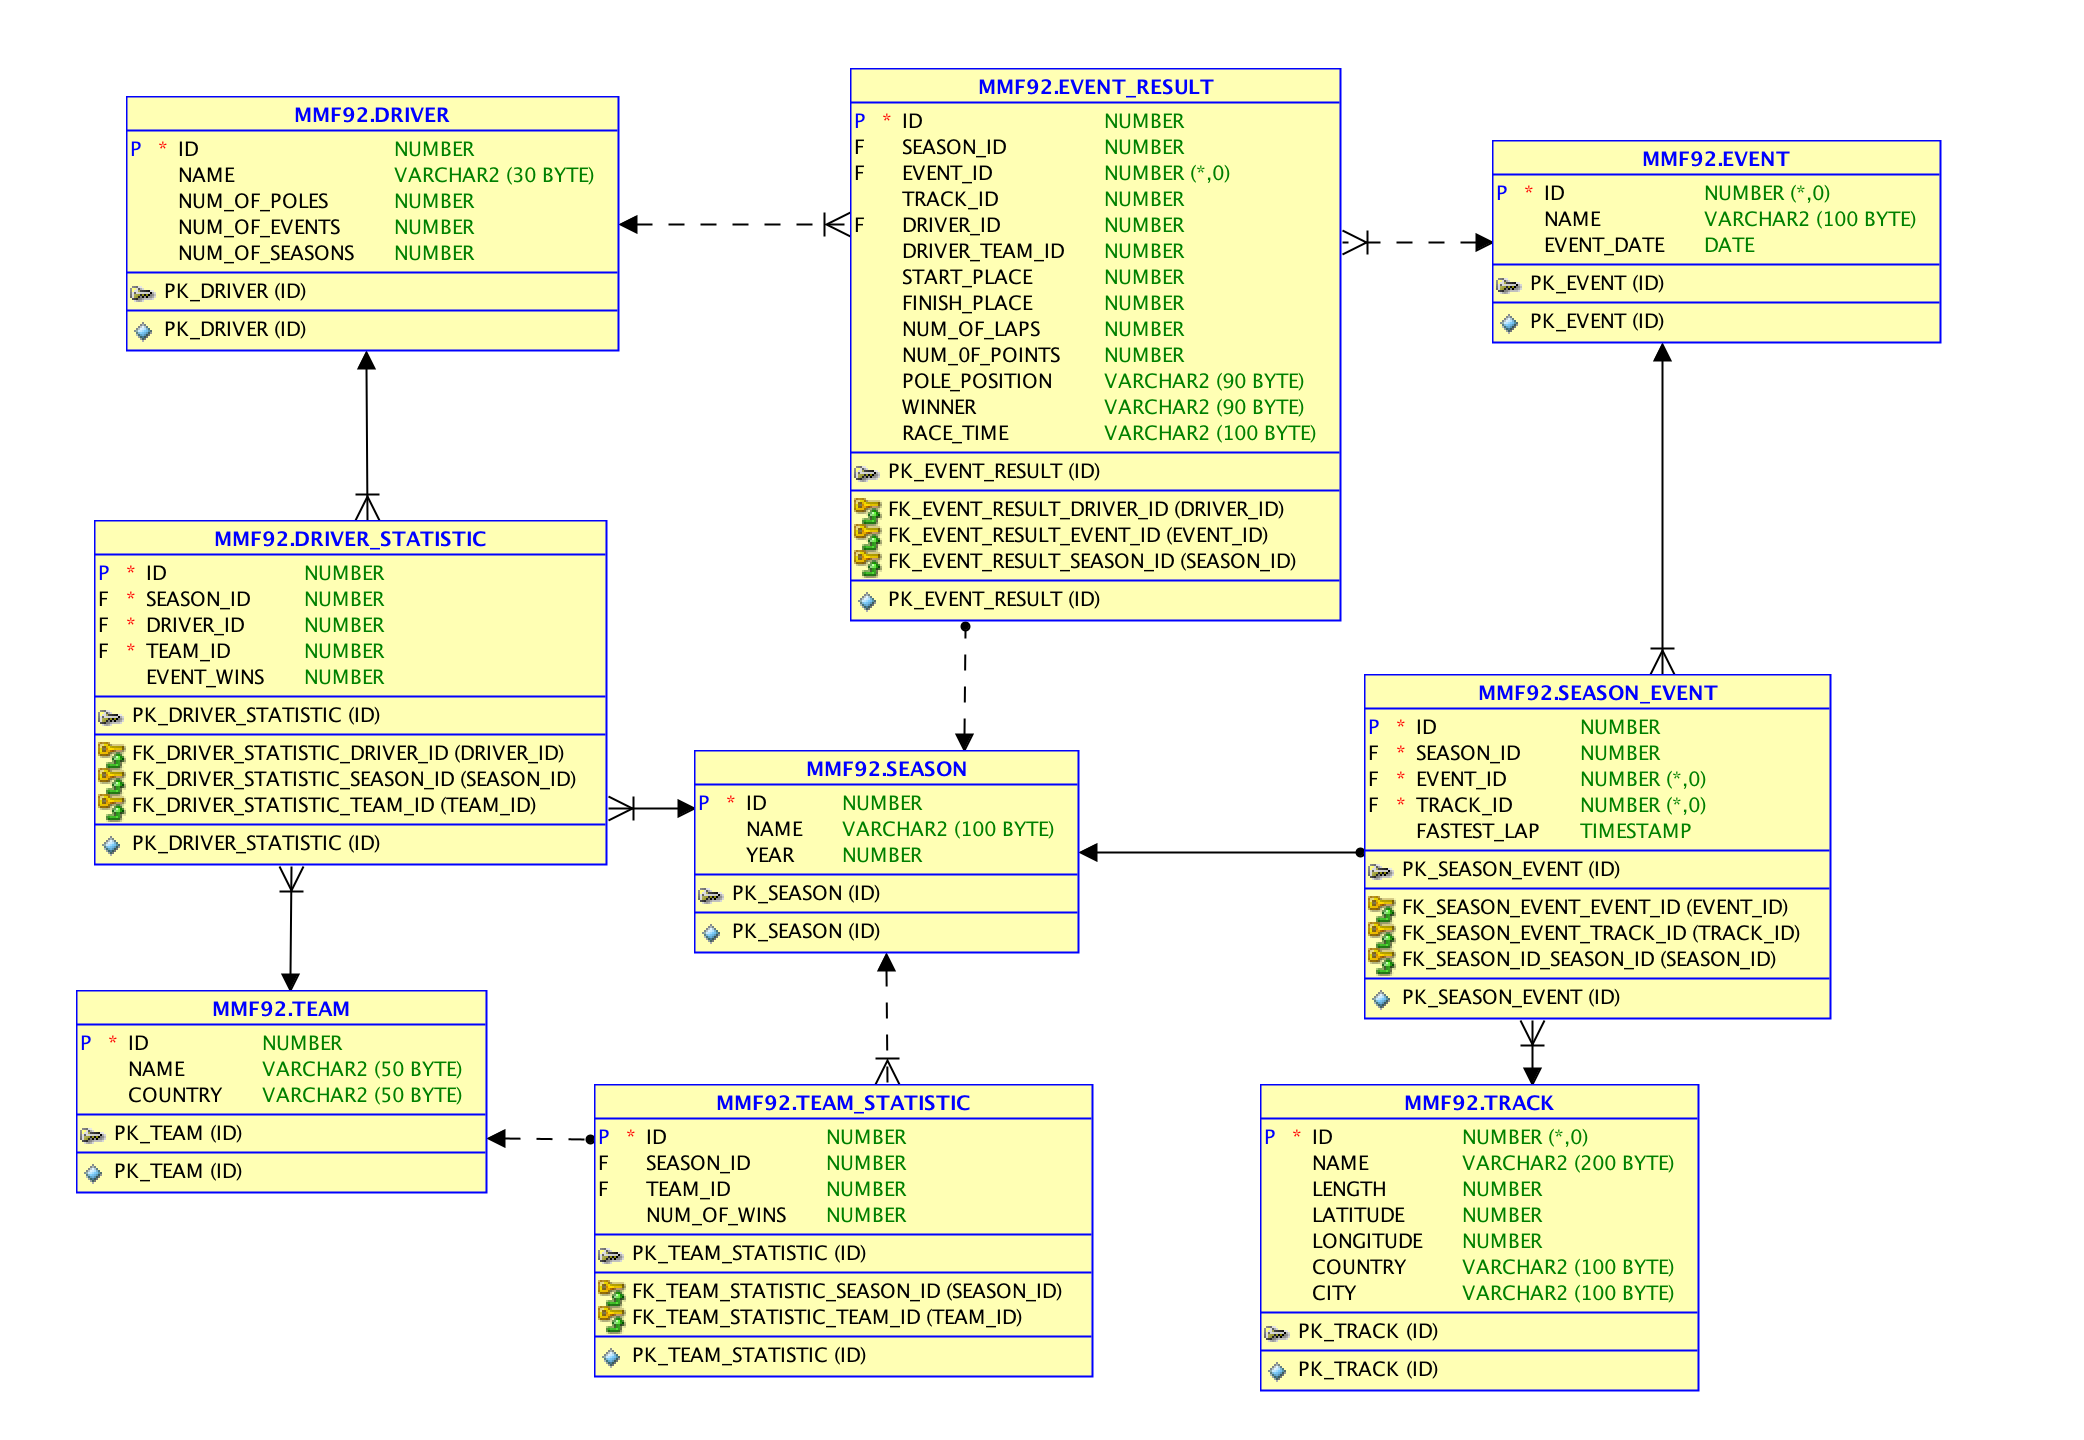 MMF92.DRIVER
P * ID NUMBER
NAME VARCHAR2 (30 BYTE)
NUM_OF_POLES NUMBER
NUM_OF_EVENTS NUMBER
NUM_OF_SEASONS NUMBER
PK_DRIVER (ID)
PK_DRIVER (ID)
MMF92.EVENT_RESULT
P * ID NUMBER
F SEASON_ID NUMBER
F EVENT_ID NUMBER (*,0)
TRACK_ID NUMBER
F DRIVER_ID NUMBER
DRIVER_TEAM_ID NUMBER
START_PLACE NUMBER
FINISH_PLACE NUMBER
NUM_OF_LAPS NUMBER
NUM_0F_POINTS NUMBER
POLE_POSITION VARCHAR2 (90 BYTE)
WINNER VARCHAR2 (90 BYTE)
RACE_TIME VARCHAR2 (100 BYTE)
PK_EVENT_RESULT (ID)
FK_EVENT_RESULT_DRIVER_ID (DRIVER_ID)
FK_EVENT_RESULT_EVENT_ID (EVENT_ID)
FK_EVENT_RESULT_SEASON_ID (SEASON_ID)
PK_EVENT_RESULT (ID)
MMF92.EVENT
P * ID NUMBER (*,0)
NAME VARCHAR2 (100 BYTE)
EVENT_DATE DATE
PK_EVENT (ID)
PK_EVENT (ID)
MMF92.DRIVER_STATISTIC
P * ID NUMBER
F * SEASON_ID NUMBER
F * DRIVER_ID NUMBER
F * TEAM_ID NUMBER
EVENT_WINS NUMBER
PK_DRIVER_STATISTIC (ID)
FK_DRIVER_STATISTIC_DRIVER_ID (DRIVER_ID)
FK_DRIVER_STATISTIC_SEASON_ID (SEASON_ID)
FK_DRIVER_STATISTIC_TEAM_ID (TEAM_ID)
PK_DRIVER_STATISTIC (ID)
MMF92.SEASON
P * ID NUMBER
NAME VARCHAR2 (100 BYTE)
YEAR NUMBER
PK_SEASON (ID)
PK_SEASON (ID)
MMF92.SEASON_EVENT
P * ID NUMBER
F * SEASON_ID NUMBER
F * EVENT_ID NUMBER (*,0)
F * TRACK_ID NUMBER (*,0)
FASTEST_LAP TIMESTAMP
PK_SEASON_EVENT (ID)
FK_SEASON_EVENT_EVENT_ID (EVENT_ID)
FK_SEASON_EVENT_TRACK_ID (TRACK_ID)
FK_SEASON_ID_SEASON_ID (SEASON_ID)
PK_SEASON_EVENT (ID)
MMF92.TEAM
P * ID NUMBER
NAME VARCHAR2 (50 BYTE)
COUNTRY VARCHAR2 (50 BYTE)
PK_TEAM (ID)
PK_TEAM (ID)
MMF92.TEAM_STATISTIC
P * ID NUMBER
F SEASON_ID NUMBER
F TEAM_ID NUMBER
NUM_OF_WINS NUMBER
PK_TEAM_STATISTIC (ID)
FK_TEAM_STATISTIC_SEASON_ID (SEASON_ID)
FK_TEAM_STATISTIC_TEAM_ID (TEAM_ID)
PK_TEAM_STATISTIC (ID)
MMF92.TRACK
P * ID NUMBER (*,0)
NAME VARCHAR2 (200 BYTE)
LENGTH NUMBER
LATITUDE NUMBER
LONGITUDE NUMBER
COUNTRY VARCHAR2 (100 BYTE)
CITY VARCHAR2 (100 BYTE)
PK_TRACK (ID)
PK_TRACK (ID)